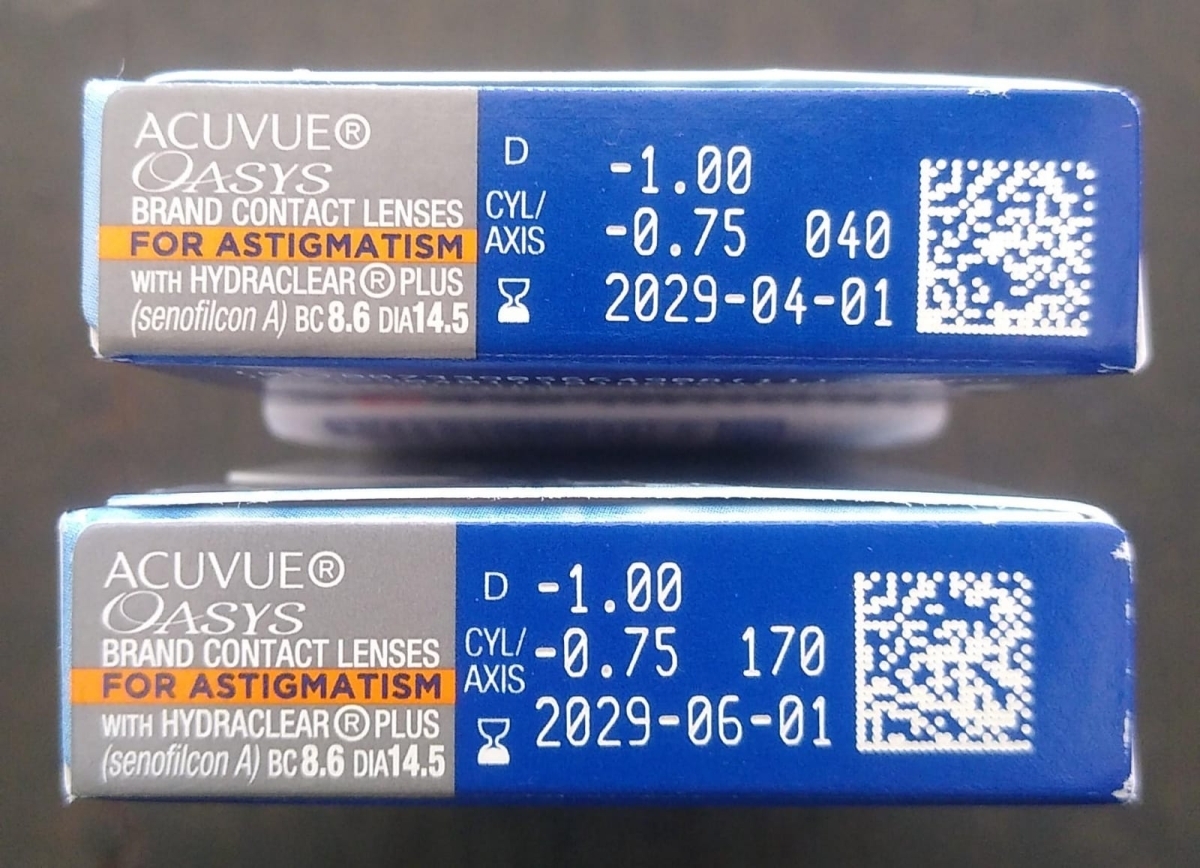 ACUVUE®
OASYS
BRAND CONTACT LENSES
FOR ASTIGMATISM
WITH HYDRACLEAR® PLUS
(senofilcon A) BC 8.6 DIA 14.5
D -1.00
CYL/
AXIS -0.75 040
2029-04-01
ACUVUE®
OASYS
BRAND CONTACT LENSES
FOR ASTIGMATISM
WITH HYDRACLEAR® PLUS
(senofilcon A) BC 8.6 DIA 14.5
D -1.00
CYL/
AXIS -0.75 170
2029-06-01